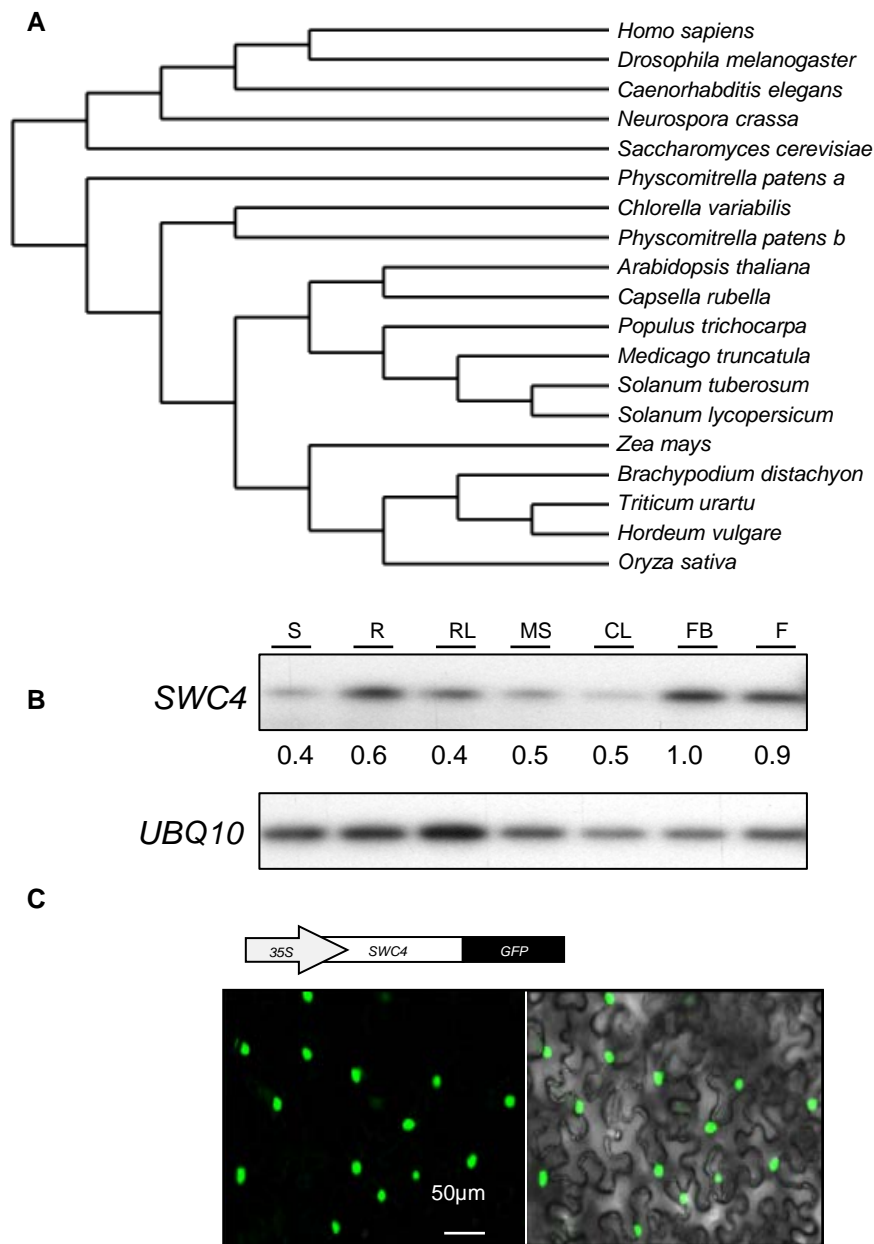 A
Homo sapiens
Drosophila melanogaster
Caenorhabditis elegans
Neurospora crassa
Saccharomyces cerevisiae
Physcomitrella patens a
Chlorella variabilis
Physcomitrella patens b
Arabidopsis thaliana
Capsella rubella
Populus trichocarpa
Medicago truncatula
Solanum tuberosum
Solanum lycopersicum
Zea mays
Brachypodium distachyon
Triticum urartu
Hordeum vulgare
Oryza sativa
S R RL MS CL FB F
B SWC4
0.4 0.6 0.4 0.5 0.5 1.0 0.9
UBQ10
C
35S SWC4 GFP
50µm